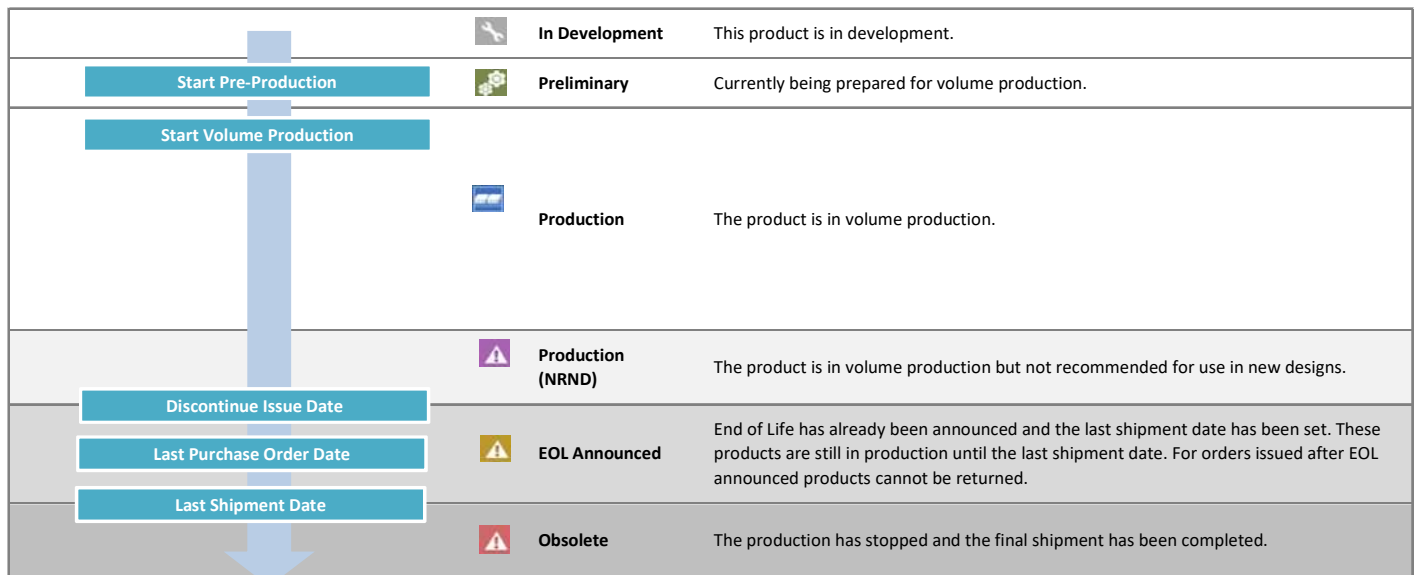 In Development This product is in development.
Start Pre-Production Preliminary Currently being prepared for volume production.
Start Volume Production
Production The product is in volume production.
Production
(NRND)
The product is in volume production but not recommended for use in new designs.
Discontinue Issue Date
Last Purchase Order Date
EOL Announced
End of Life has already been announced and the last shipment date has been set. These
products are still in production until the last shipment date. For orders issued after EOL
announced products cannot be returned.
Last Shipment Date
Obsolete The production has stopped and the final shipment has been completed.